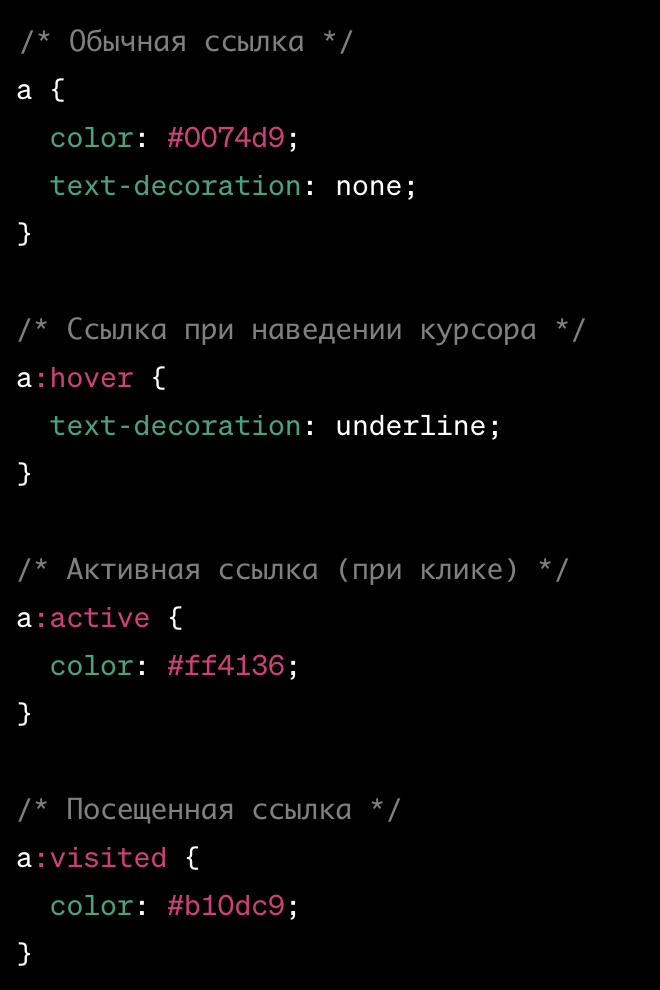 /* Обычная ссылка */
a {
  color: #0074d9;
  text-decoration: none;
}

/* Ссылка при наведении курсора */
a:hover {
  text-decoration: underline;
}

/* Активная ссылка (при клике) */
a:active {
  color: #ff4136;
}

/* Посещенная ссылка */
a:visited {
  color: #b10dc9;
}